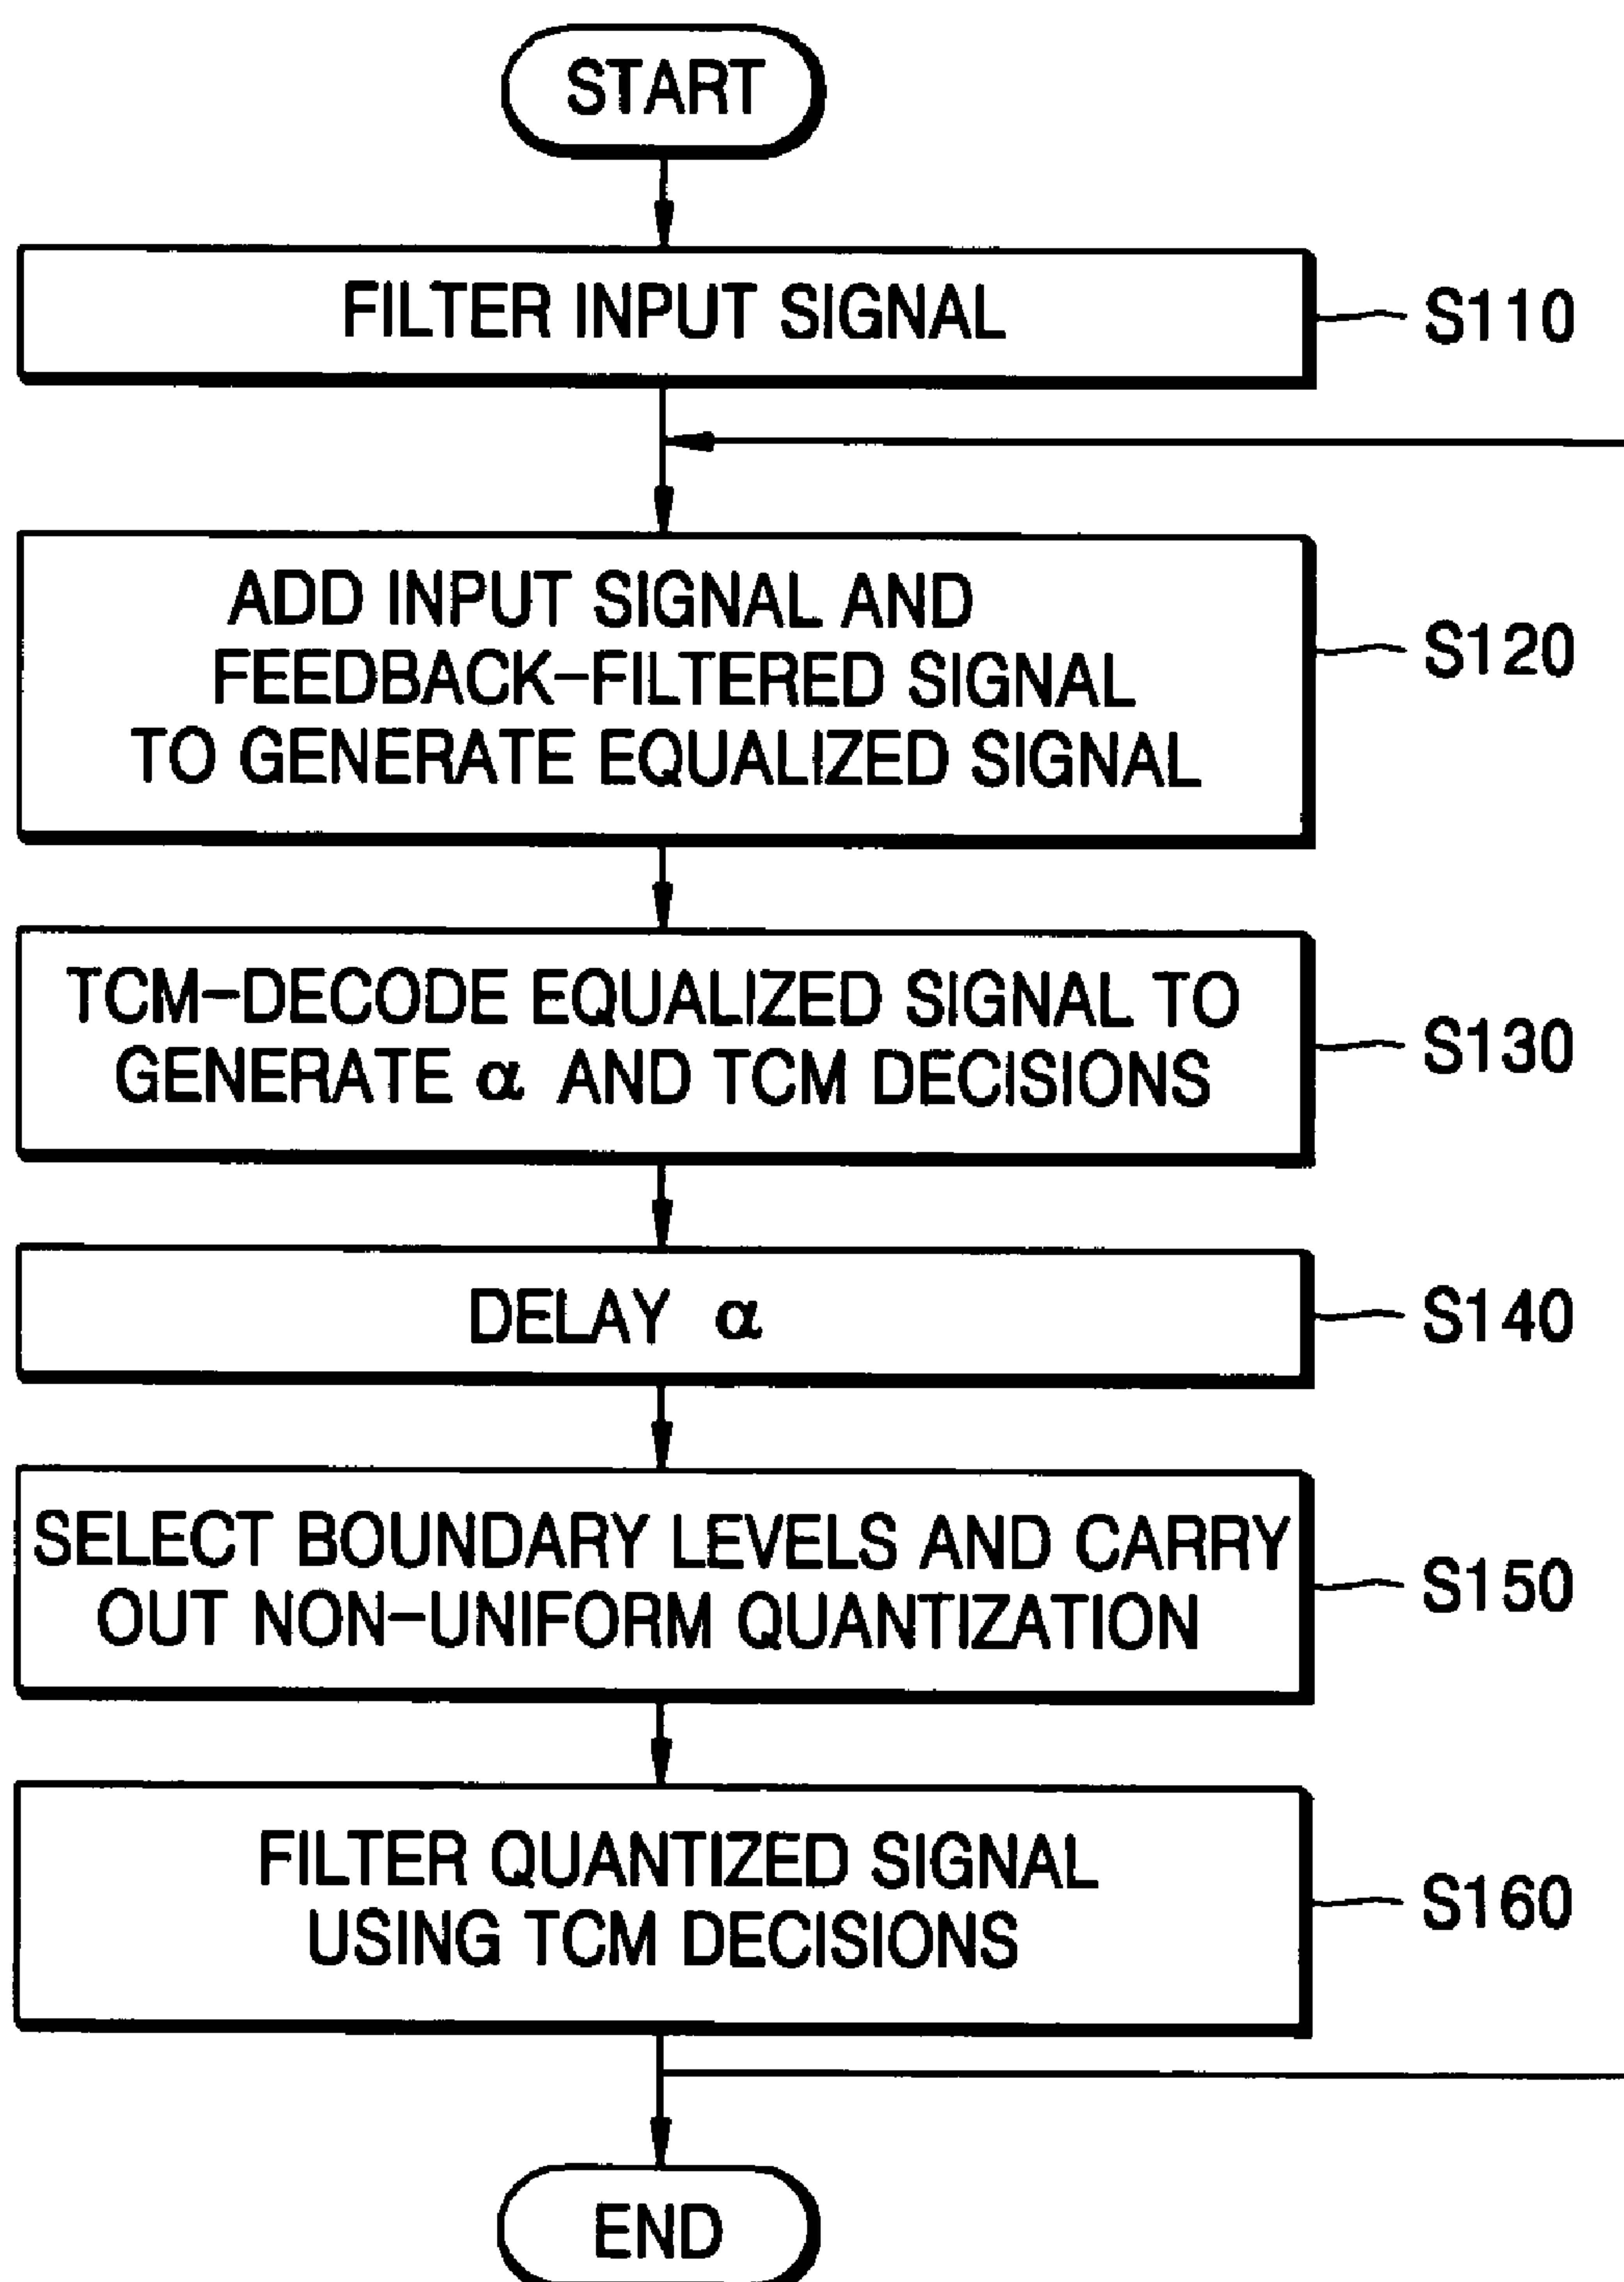 START
FILTER INPUT SIGNAL
S110
ADD INPUT SIGNAL AND
FEEDBACK-FILTERED SIGNAL
TO GENERATE EQUALIZED SIGNAL
S120
TCM-DECODE EQUALIZED SIGNAL TO
GENERATE α AND TCM DECISIONS
S130
DELAY α
S140
SELECT BOUNDARY LEVELS AND CARRY
OUT NON-UNIFORM QUANTIZATION
S150
FILTER QUANTIZED SIGNAL
USING TCM DECISIONS
S160
END